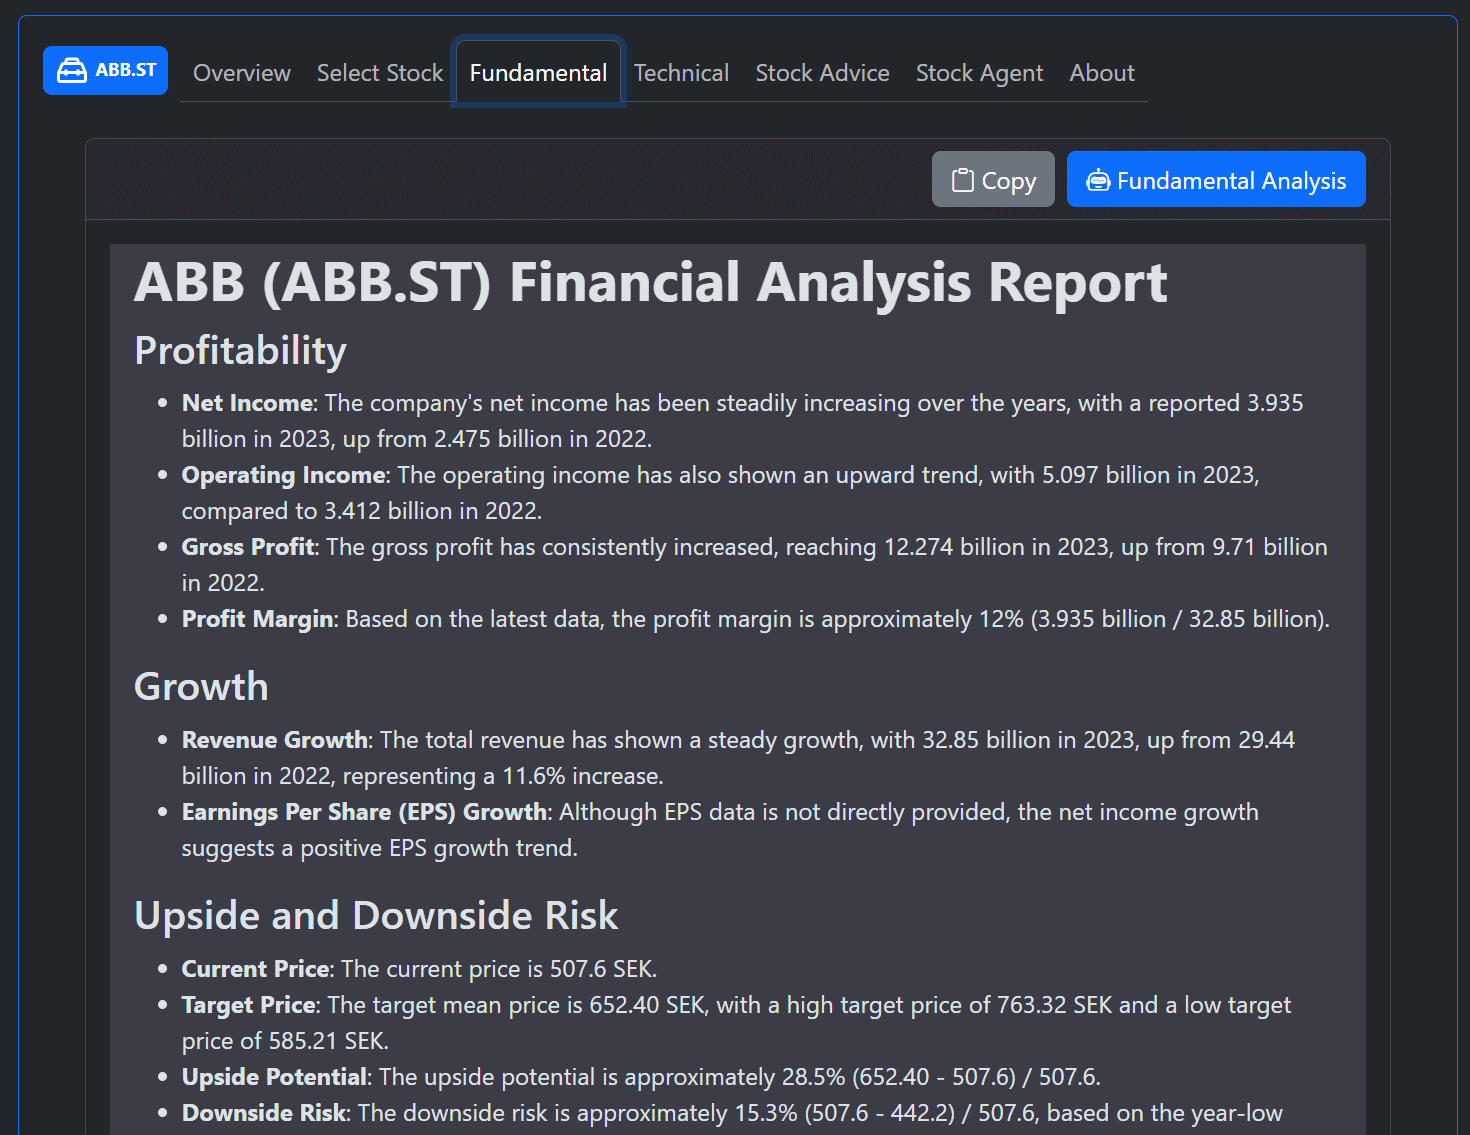 ABB.ST
Overview
Select Stock
Fundamental
Technical
Stock Advice
Stock Agent
About
Copy
Fundamental Analysis
ABB (ABB.ST) Financial Analysis Report
Profitability
Net Income: The company's net income has been steadily increasing over the years, with a reported 3.935
billion in 2023, up from 2.475 billion in 2022.
Operating Income: The operating income has also shown an upward trend, with 5.097 billion in 2023,
compared to 3.412 billion in 2022.
Gross Profit: The gross profit has consistently increased, reaching 12.274 billion in 2023, up from 9.71 billion
in 2022.
Profit Margin: Based on the latest data, the profit margin is approximately 12% (3.935 billion / 32.85 billion).
Growth
Revenue Growth: The total revenue has shown a steady growth, with 32.85 billion in 2023, up from 29.44
billion in 2022, representing a 11.6% increase.
Earnings Per Share (EPS) Growth: Although EPS data is not directly provided, the net income growth
suggests a positive EPS growth trend.
Upside and Downside Risk
Current Price: The current price is 507.6 SEK.
Target Price: The target mean price is 652.40 SEK, with a high target price of 763.32 SEK and a low target
price of 585.21 SEK.
Upside Potential: The upside potential is approximately 28.5% (652.40 - 507.6) / 507.6.
Downside Risk: The downside risk is approximately 15.3% (507.6 - 442.2) / 507.6, based on the year-low